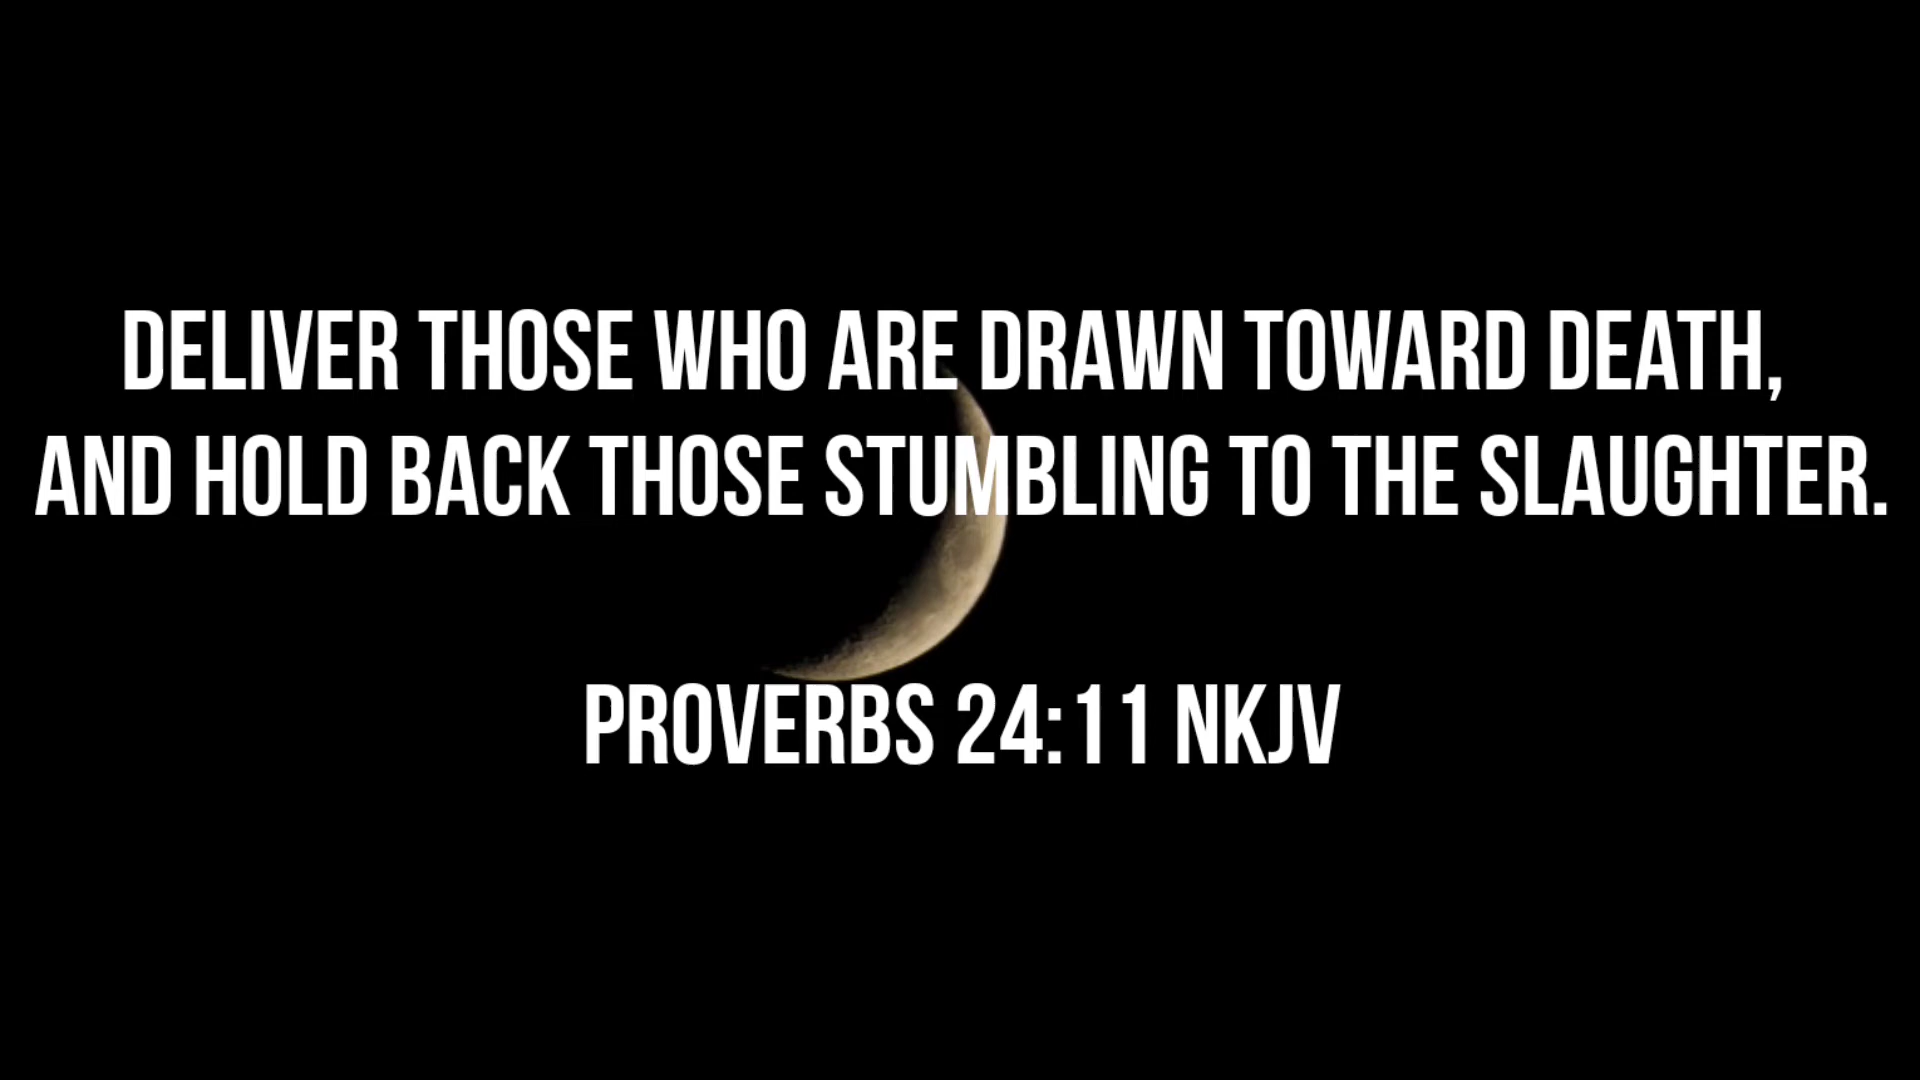 DELIVER THOSE WHO ARE DRAWN TOWARD DEATH,
AND HOLD BACK THOSE STUMBLING TO THE SLAUGHTER.
PROVERBS 24:11 NKJV